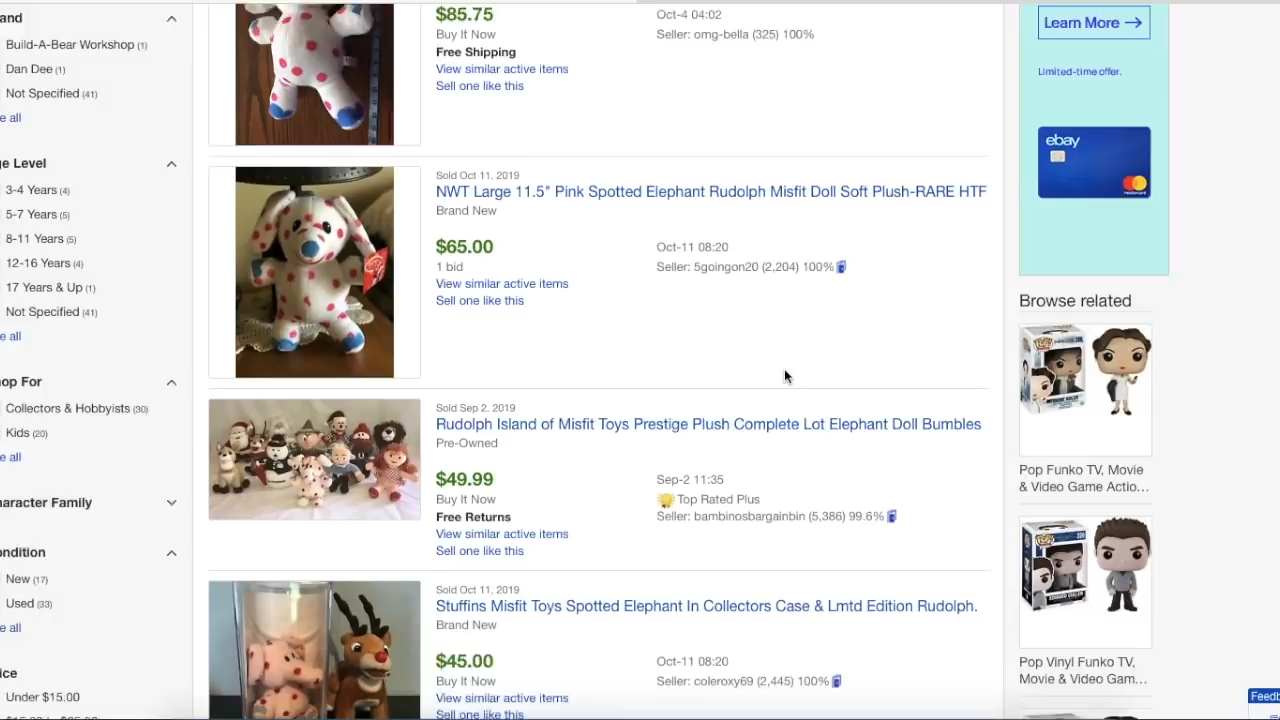 and
Build-A-Bear Workshop (1)
Dan Dee (1)
Not Specified (41)
e all
ge Level
3-4 Years (4)
5-7 Years (5)
8-11 Years (5)
12-16 Years (4)
17 Years & Up (1)
Not Specified (41)
e all
op For
Collectors & Hobbyists (30)
Kids (20)
e all
aracter Family
ondition
New (17)
Used (33)
e all
ice
Under $15.00
$85.75
Oct-4 04:02
Buy It Now
Seller: omg-bella (325) 100%
Free Shipping
View similar active items
Sell one like this
Sold Oct 11, 2019
NWT Large 11.5" Pink Spotted Elephant Rudolph Misfit Doll Soft Plush-RARE HTF
Brand New
$65.00
Oct-11 08:20
1 bid
Seller: 5goingon20 (2,204) 100%
View similar active items
Sell one like this
Sold Sep 2, 2019
Rudolph Island of Misfit Toys Prestige Plush Complete Lot Elephant Doll Bumbles
Pre-Owned
$49.99
Sep-2 11:35
Buy It Now
Top Rated Plus
Free Returns
Seller: bambinosbargainbin (5,386) 99.6%
View similar active items
Sell one like this
Sold Oct 11, 2019
Stuffins Misfit Toys Spotted Elephant In Collectors Case & Lmtd Edition Rudolph.
Brand New
$45.00
Oct-11 08:20
Buy It Now
Seller: coleroxy69 (2,445) 100%
View similar active items
Sell one like this
Learn More →
Limited-time offer.
ebay
mastercard
Browse related
Pop Funko TV, Movie
& Video Game Actio...
Pop Vinyl Funko TV,
Movie & Video Gam...
Feedb